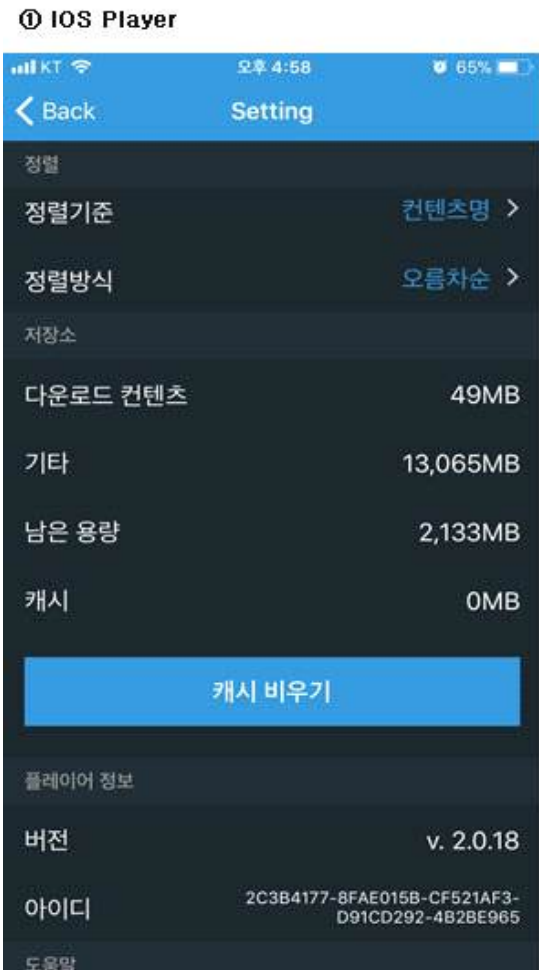 ① IOS Player
KT 오후 4:58 65%
Back Setting
정렬
정렬기준 컨텐츠명
정렬방식 오름차순
저장소
다운로드 컨텐츠 49MB
기타 13,065MB
남은 용량 2,133MB
캐시 0MB
캐시 비우기
플레이어 정보
버전 v. 2.0.18
아이디 2C3B4177-8FAE015B-CF521AF3-
D91CD292-4B2BE965
도움말